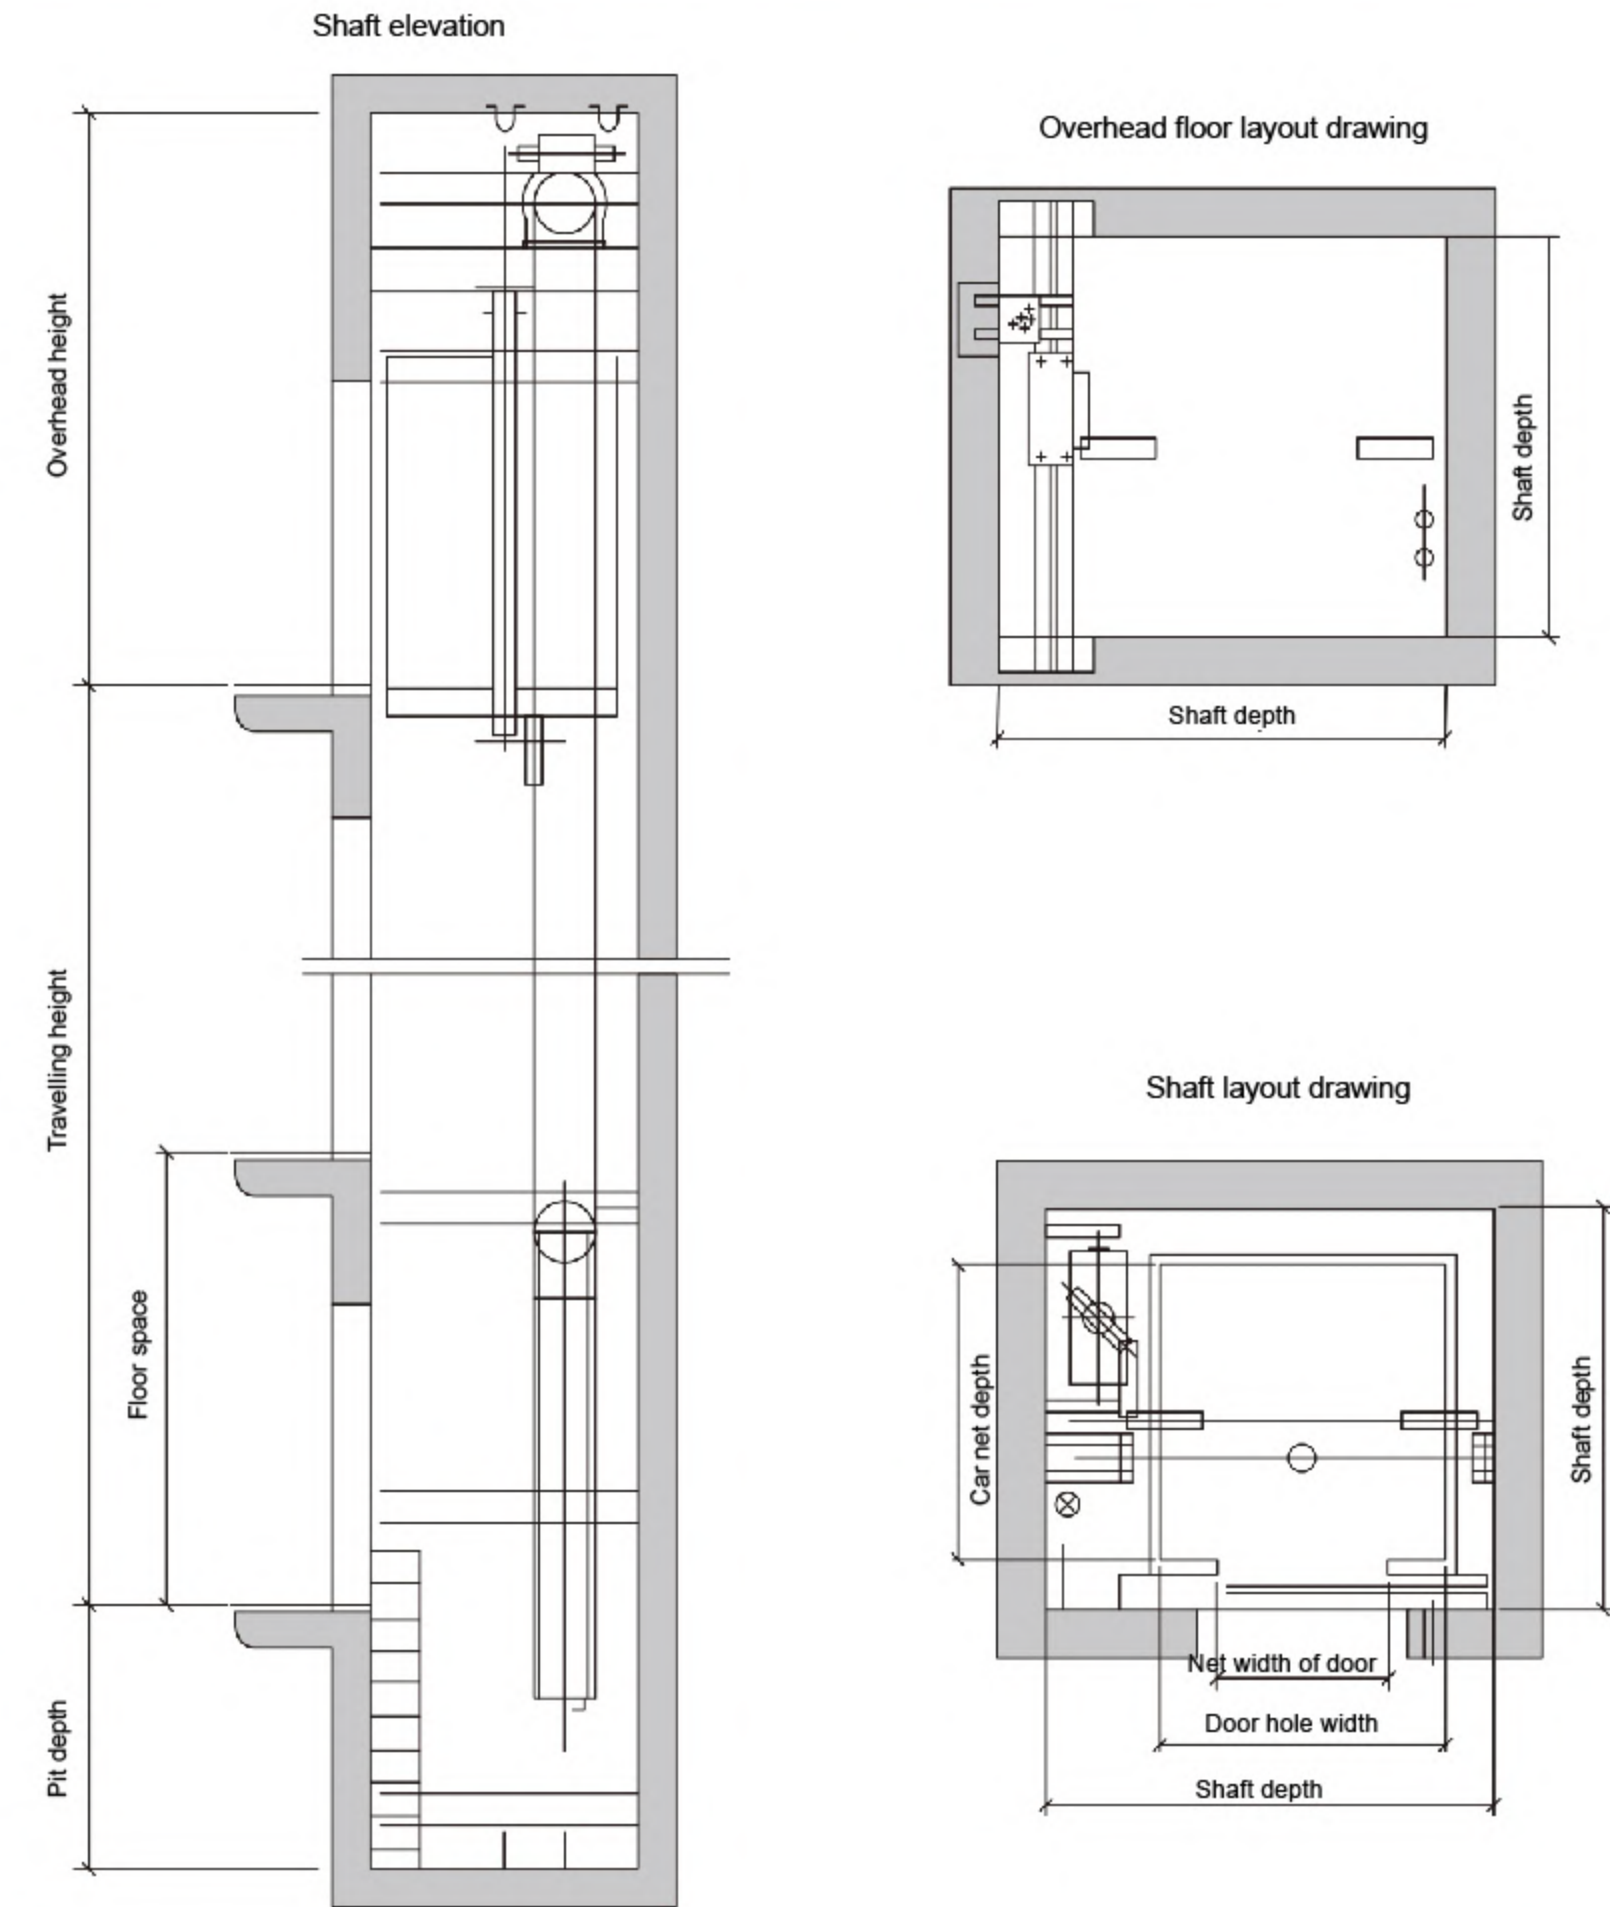 Shaft elevation
Overhead height
Travelling height
Floor space
Pit depth
Overhead floor layout drawing
Shaft depth
Shaft depth
Shaft layout drawing
Car net depth
Shaft depth
Net width of door
Door hole width
Shaft depth